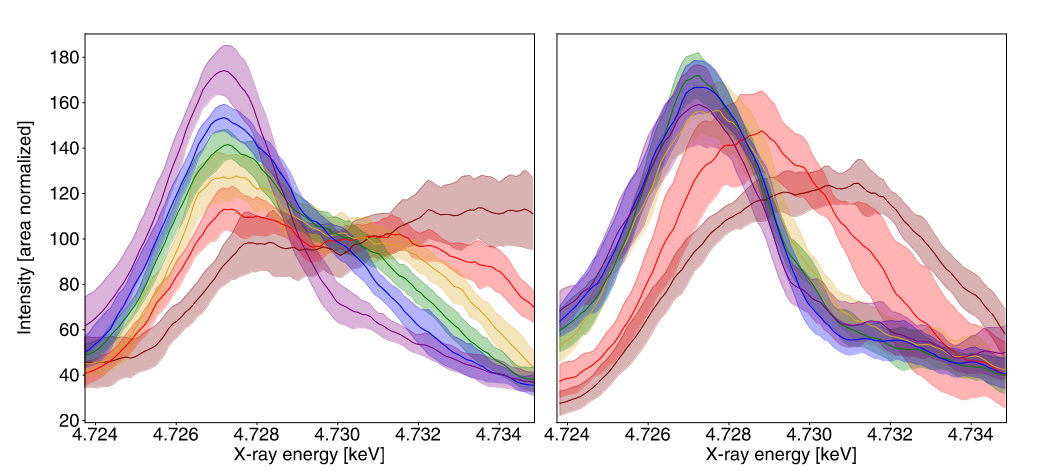 Intensity [area normalized]
180
160
140
120
100
80
60
40
20
4.724 4.726 4.728 4.730 4.732 4.734
X-ray energy [keV]
4.724 4.726 4.728 4.730 4.732 4.734
X-ray energy [keV]